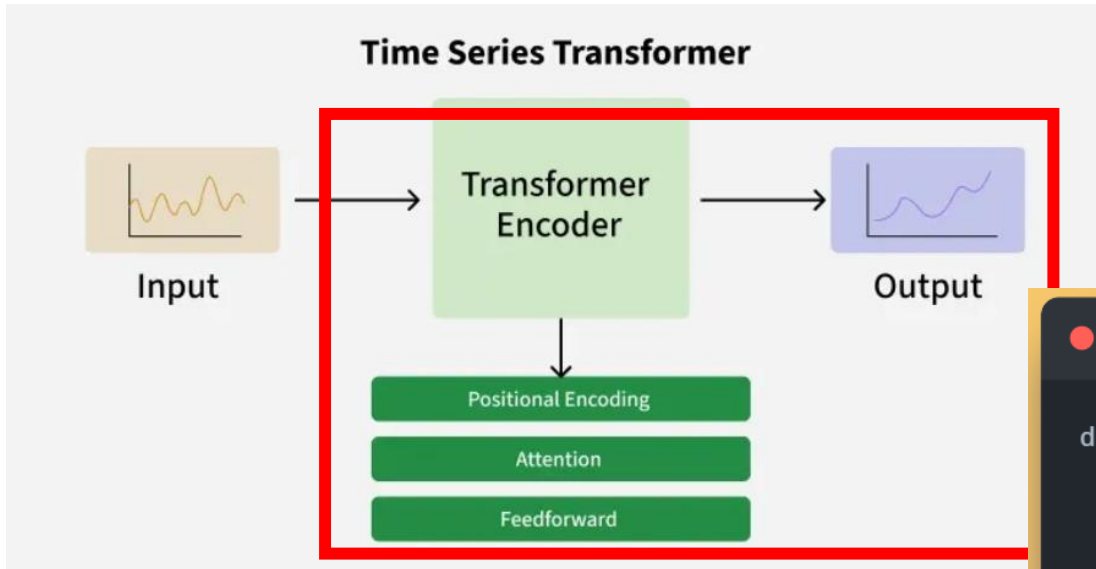 Time Series Transformer
Transformer
Encoder
Input
Output
Positional Encoding
Attention
Feedforward
d